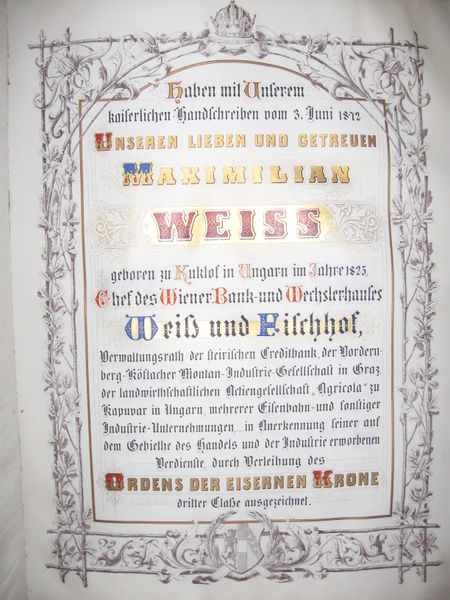 Haben mit Unserem
kaiserlichen Handschreiben vom 3. Juni 1872
UNSEREN LIEBEN UND GETREUEN
MAXIMILIAN
WEISS
geboren zu Kuklof in Ungarn im Jahre 1825,
Chef des Wiener Bank- und Wechslerhauses
Weiß und Fischhof,
Verwaltungsrath der steirischen Creditbank, der Vordern-
berg-Köflacher Montan-Industrie-Gesellschaft in Graz
der landwirthschaftlichen Actiengesellschaft „Agricola“ zu
Kapuvar in Ungarn, mehrerer Eisenbahn- und sonstiger
Industrie-Unternehmungen, in Anerkennung seiner auf
dem Gebiethe des Handels und der Industrie erworbenen
Verdienste, durch Verleihung des
ORDENS DER EISERNEN KRONE
dritter Classe ausgezeichnet.